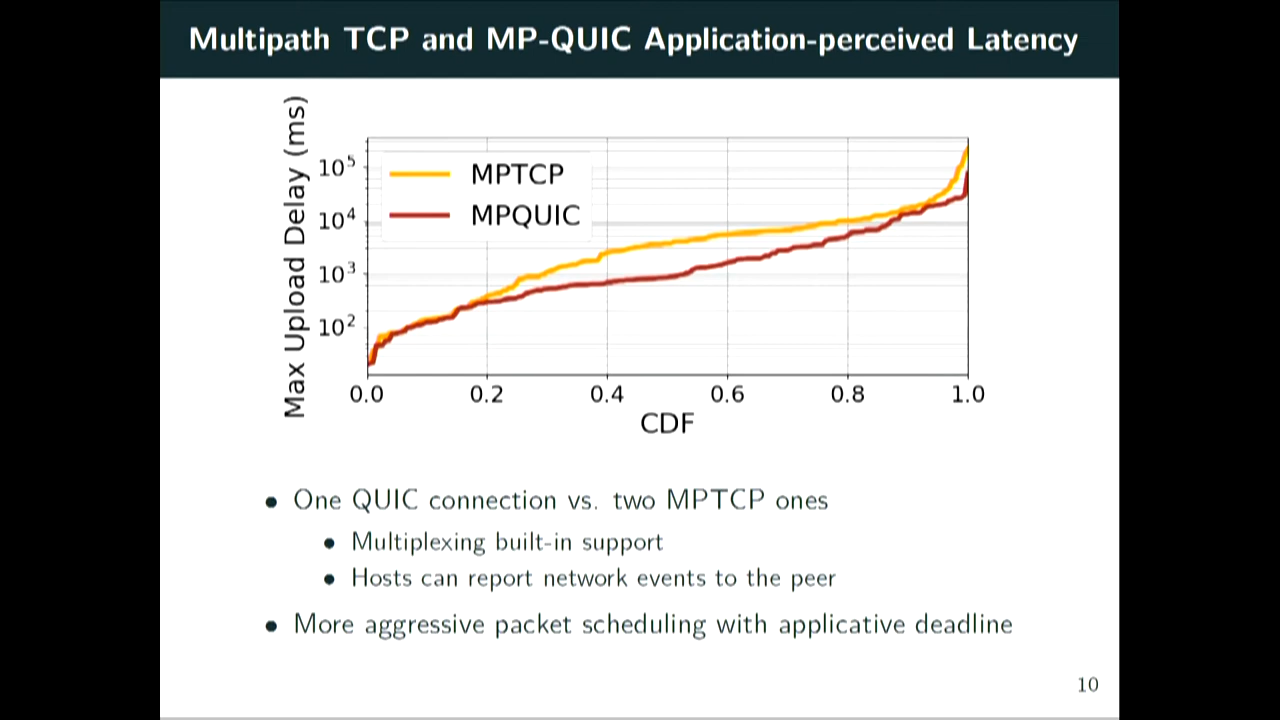 Multipath TCP and MP-QUIC Application-perceived Latency
Max Upload Delay (ms)
10⁵
10⁴
10³
10²
MPTCP
MPQUIC
0.0 0.2 0.4 0.6 0.8 1.0
CDF
• One QUIC connection vs. two MPTCP ones
• Multiplexing built-in support
• Hosts can report network events to the peer
• More aggressive packet scheduling with applicative deadline
10